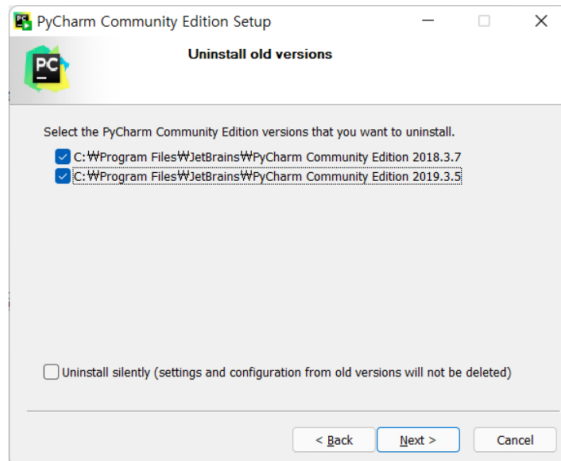 PyCharm Community Edition Setup
Uninstall old versions
PC
Select the PyCharm Community Edition versions that you want to uninstall.
C:₩Program Files₩JetBrains₩PyCharm Community Edition 2018.3.7
C:₩Program Files₩JetBrains₩PyCharm Community Edition 2019.3.5
Uninstall silently (settings and configuration from old versions will not be deleted)
< Back Next > Cancel